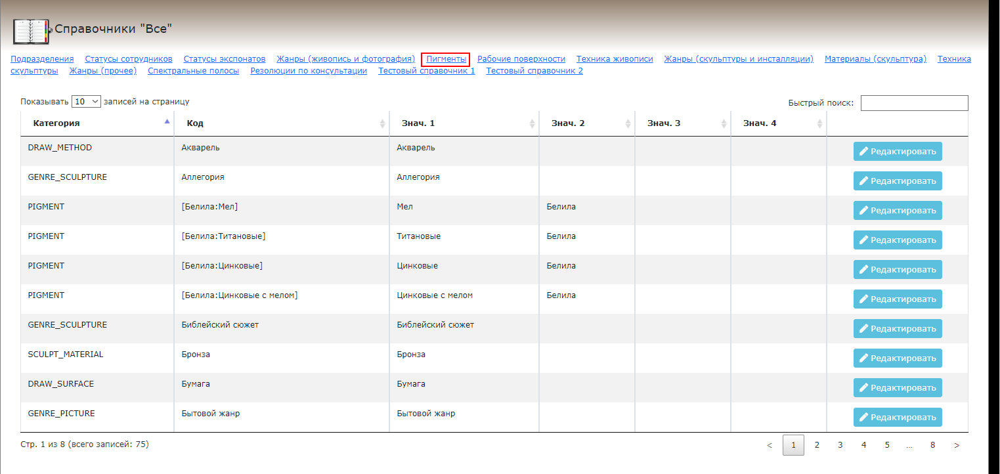 Справочники "Все"
Подразделения Статусы сотрудников Статусы экспонатов Жанры (живопись и фотография) Пигменты Рабочие поверхности Техника живописи Жанры (скульптуры и инсталляции) Материалы (скульптура) Техника
скульптуры Жанры (прочее) Спектральные полосы Резолюции по консультации Тестовый справочник 1 Тестовый справочник 2
Показывать 10 записей на страницу Быстрый поиск:
Категория Код Знач. 1 Знач. 2 Знач. 3 Знач. 4
DRAW_METHOD Акварель Акварель Редактировать
GENRE_SCULPTURE Аллегория Аллегория Редактировать
PIGMENT [Белила:Мел] Мел Белила Редактировать
PIGMENT [Белила:Титановые] Титановые Белила Редактировать
PIGMENT [Белила:Цинковые] Цинковые Белила Редактировать
PIGMENT [Белила:Цинковые с мелом] Цинковые с мелом Белила Редактировать
GENRE_SCULPTURE Библейский сюжет Библейский сюжет Редактировать
SCULPT_MATERIAL Бронза Бронза Редактировать
DRAW_SURFACE Бумага Бумага Редактировать
GENRE_PICTURE Бытовой жанр Бытовой жанр Редактировать
Стр. 1 из 8 (всего записей: 75) < 1 2 3 4 5 ... 8 >